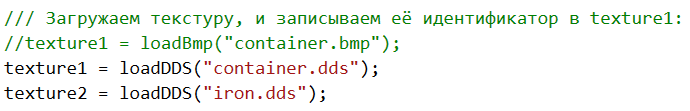 /// Загружаем текстуру, и записываем её идентификатор в texture1:
//texture1 = loadBmp("container.bmp");
texture1 = loadDDS("container.dds");
texture2 = loadDDS("iron.dds");